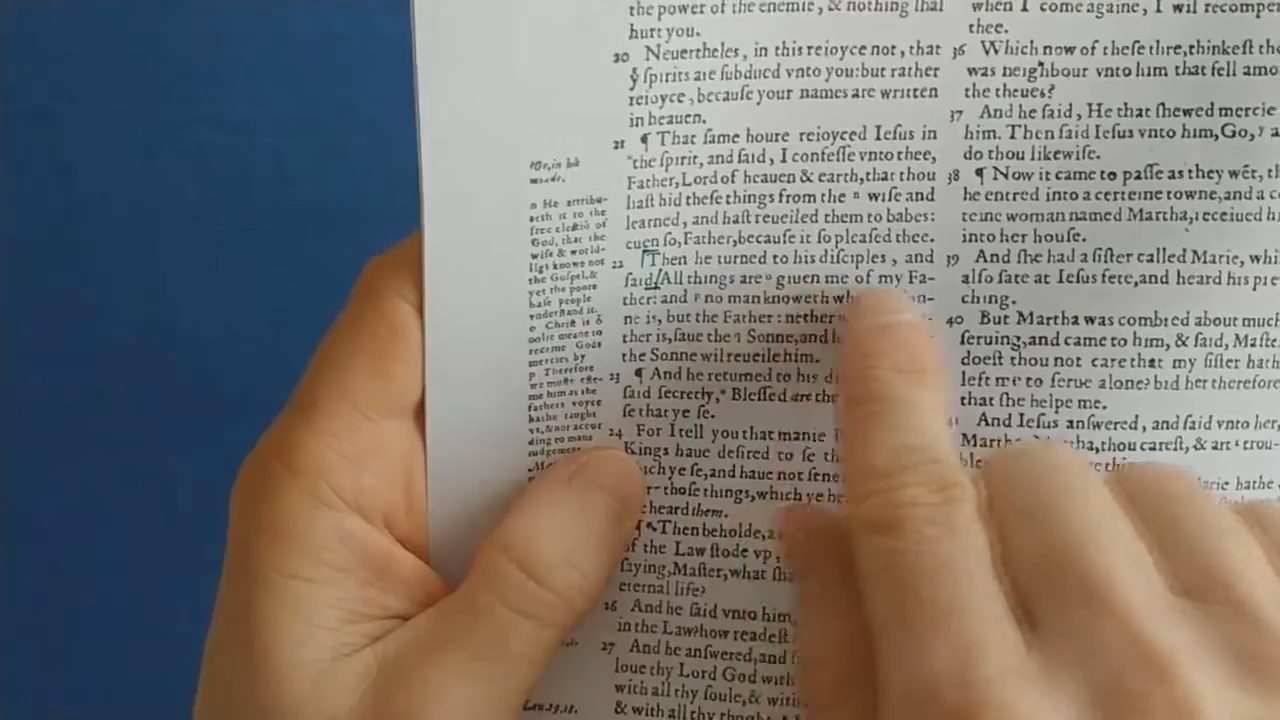 the power of the enemie, & nothing ſhal
hurt you.
20 Neuertheles, in this reioyce not, that
ſpirits are ſubdued vnto you: but rather
reioyce, becauſe your names are written
in heauen.
21 ¶ That ſame houre reioyced Ieſus in
"the ſpirit, and ſaid, I confeſſe vnto thee,
Father, Lord of heauen & earth, that thou
haſt hid theſe things from the n wiſe and
learned, and haſt reueiled them to babes:
euen ſo, Father, becauſe it ſo pleaſed thee.
22 [Then he turned to his diſciples, and
ſaid/All things are o giuen me of my Fa-
ther: and p no man knoweth
ne is, but the Father: nether
ther is, ſaue the q Sonne, and
the Sonne wil reueile him.
23 ¶ And he returned to his
ſaid ſecretly, * Bleſſed are the
ſe that ye ſe.
24 For I tell you that manie
Kings haue deſired to ſe
ye ſe, and haue not ſene
thoſe things, which ye
heard them.
¶ * Then beholde,
of the Law ſtode vp,
ſaying, Maſter, what
eternal life?
26 And he ſaid vnto him,
in the Law? how readeſt
27 And he anſwered, and
loue thy Lord God with
with all thy ſoule, &
& with all thy
"Or, in his
minde.
n He attribu-
teth it to the
free electiō of
God, that the
wiſe & world-
ligs knowe not
the Goſpel, &
yet the poore
baſe people
vnderſtand it.
o Chriſt is
onlie meane to
receiue Gods
mercies by
p Therefore
we muſte eſte-
me him as the
fathers voyce
hathe taught
vs, & not accor
ding to mans
iudgement.
Leu. 19, 18.
when I come againe, I wil
thee.
36 Which now of theſe thre, thinkeſt
was neighbour vnto him that fell
the theues?
37 And he ſaid, He that ſhewed mercie
him. Then ſaid Ieſus vnto him, Go, y
do thou likewiſe.
38 ¶ Now it came to paſſe as they wēt,
he entred into a certeine towne, and a
teine woman named Martha, receiued
into her houſe.
39 And ſhe had a ſiſter called Marie,
alſo ſate at Ieſus fete, and heard his
ching.
40 But Martha was combred about much
ſeruing, and came to him, & ſaid,
doeſt thou not care that my ſiſter
left me to ſerue alone? bid her therefore
that ſhe helpe me.
And Ieſus anſwered, and ſaid vnto her,
thou careſt, & art trou-
hathe